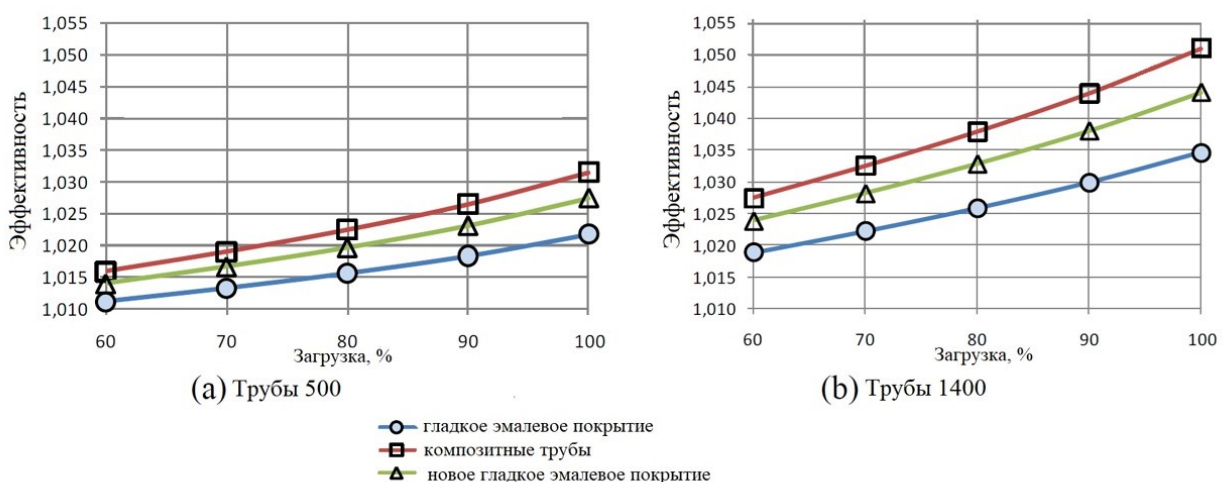 1,055
1,050
1,045
1,040
1,035
1,030
1,025
1,020
1,015
1,010
Эффективность
60 70 80 90 100
Загрузка, %
(a) Трубы 500
1,055
1,050
1,045
1,040
1,035
1,030
1,025
1,020
1,015
1,010
Эффективность
60 70 80 90 100
Загрузка, %
(b) Трубы 1400
гладкое эмалевое покрытие
композитные трубы
новое гладкое эмалевое покрытие